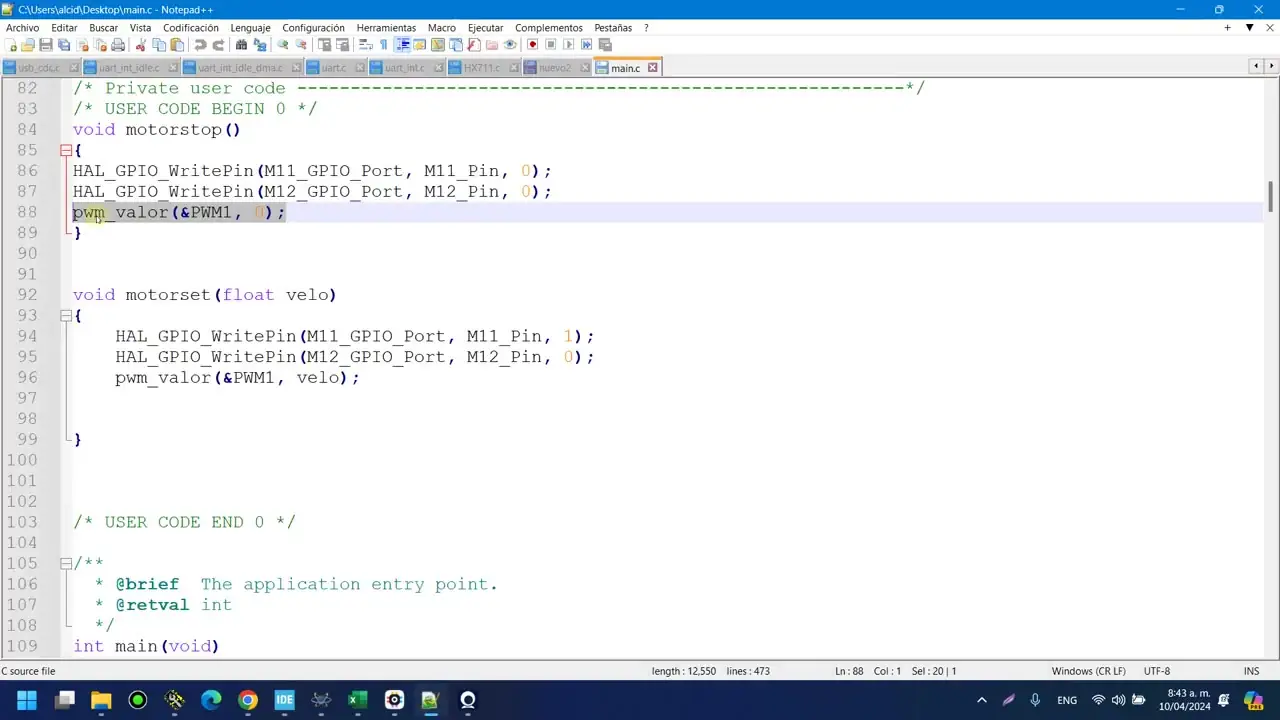 C:\Users\alcid\Desktop\main.c - Notepad++
Archivo Editar Buscar Vista Codificación Lenguaje Configuración Herramientas Macro Ejecutar Complementos Pestañas ?
usb_cdc.c uart_int_idle.c uart_int_idle_dma.c uart.c uart_int.c HX711.c nuevo2 main.c
82 /* Private user code ---------------------------------------------------------*/
83 /* USER CODE BEGIN 0 */
84 void motorstop()
85 {
86 HAL_GPIO_WritePin(M11_GPIO_Port, M11_Pin, 0);
87 HAL_GPIO_WritePin(M12_GPIO_Port, M12_Pin, 0);
88 pwm_valor(&PWM1, 0);
89 }
90
91
92 void motorset(float velo)
93 {
94 HAL_GPIO_WritePin(M11_GPIO_Port, M11_Pin, 1);
95 HAL_GPIO_WritePin(M12_GPIO_Port, M12_Pin, 0);
96 pwm_valor(&PWM1, velo);
97
98
99 }
100
101
102
103 /* USER CODE END 0 */
104
105 /**
106 * @brief The application entry point.
107 * @retval int
108 */
109 int main(void)
C source file length : 12,550 lines : 473 Ln : 88 Col : 1 Sel : 20 | 1 Windows (CR LF) UTF-8 INS
IDE ENG 8:43 a. m.
10/04/2024